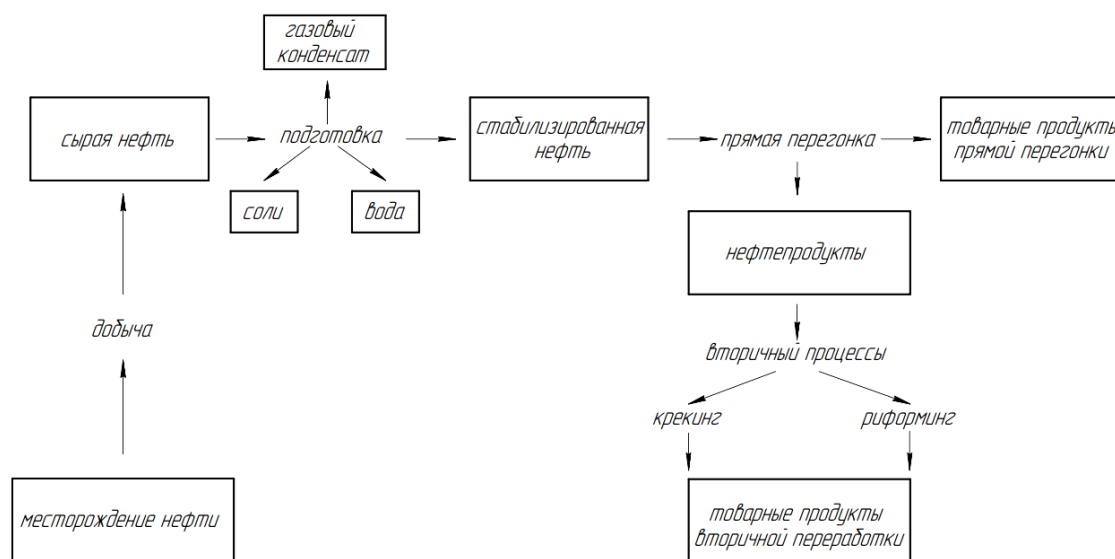 газовый
конденсат
сырая нефть
подготовка
стабилизированная
нефть
прямая перегонка
товарные продукты
прямой перегонки
соли
вода
нефтепродукты
добыча
вторичный процессы
крекинг
риформинг
месторождение нефти
товарные продукты
вторичной переработки